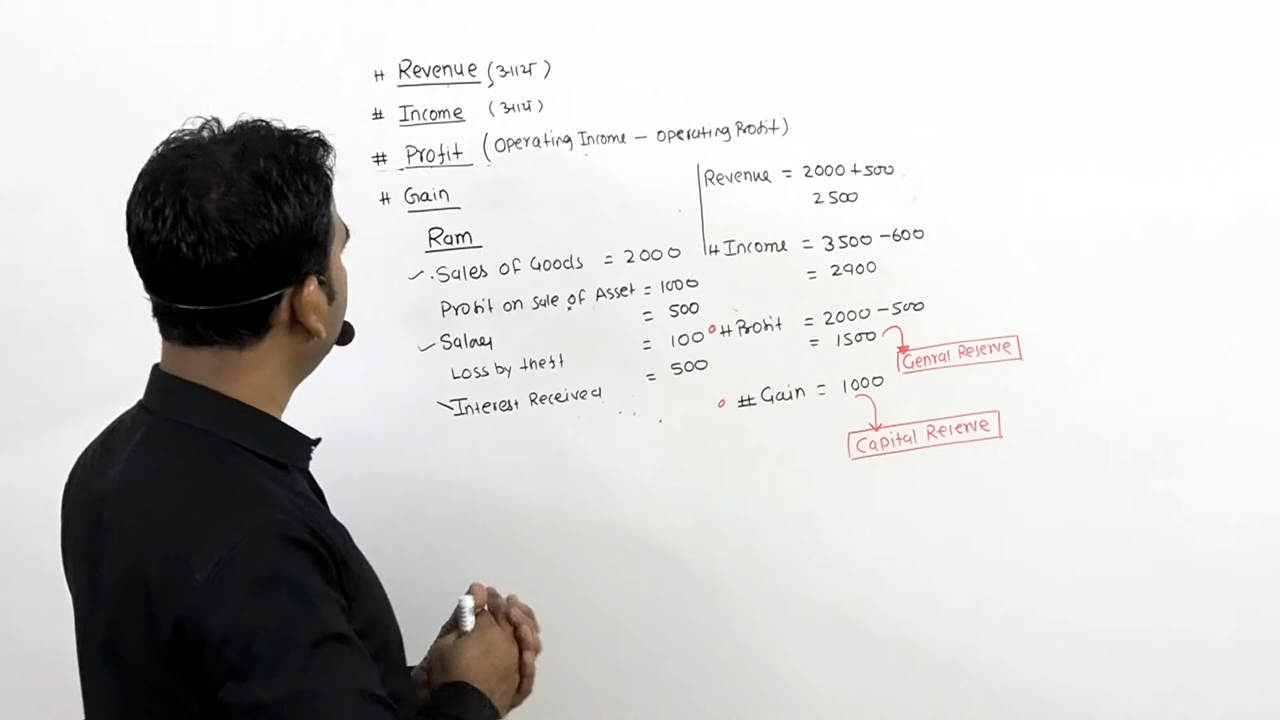 # Revenue (आय)
# Income (आय)
# Profit (Operating Income – Operating Profit)
# Gain
Ram
✓ Sales of Goods = 2000
Profit on sale of Asset = 1000
✓ Salary = 500
Loss by theft = 100
Interest Received = 500
Revenue = 2000 + 500
2500
# Income = 3500 - 600
= 2900
# Profit = 2000 - 500
= 1500
Genral Reserve
# Gain = 1000
Capital Reserve